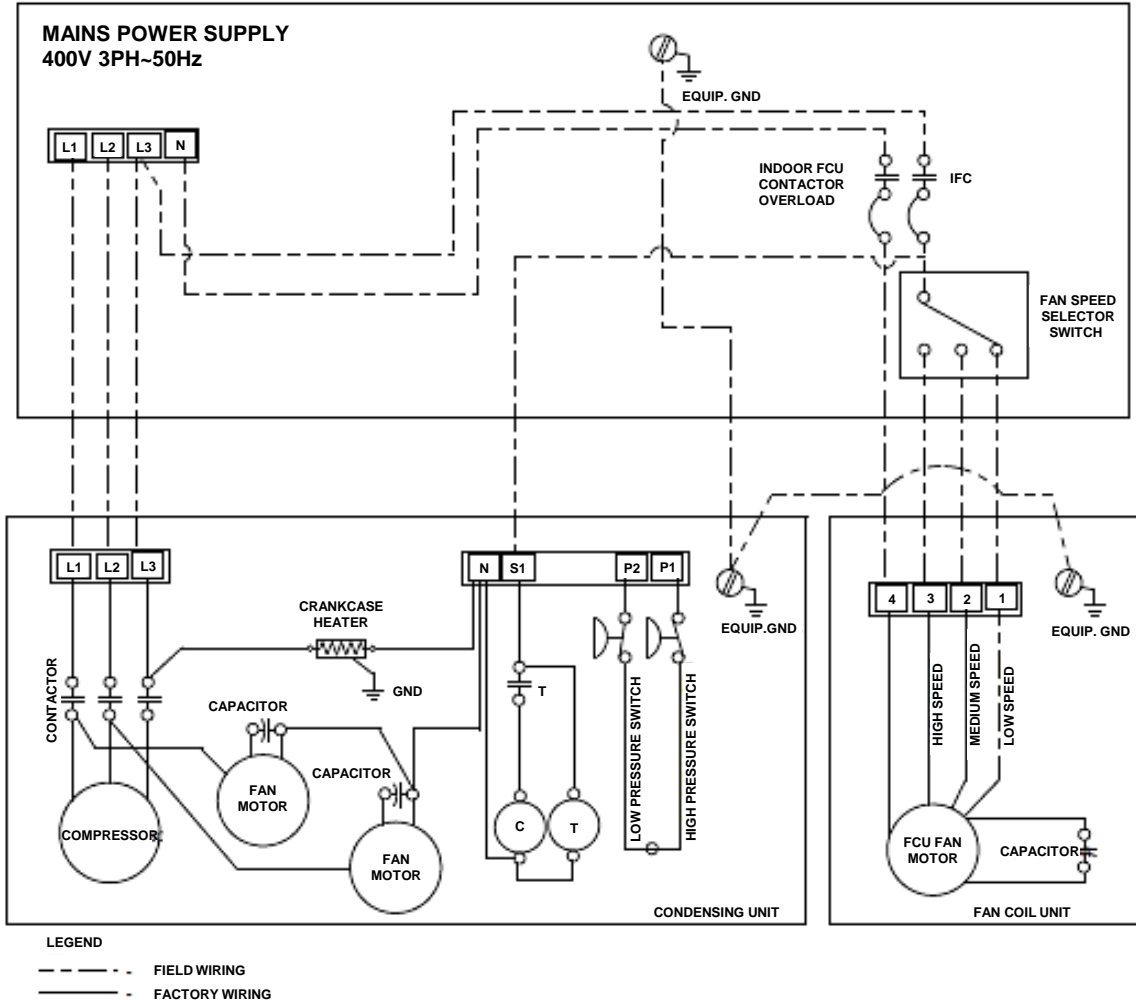 MAINS POWER SUPPLY
400V 3PH~50Hz
EQUIP. GND
L1 L2 L3 N
INDOOR FCU
CONTACTOR
OVERLOAD
IFC
FAN SPEED
SELECTOR
SWITCH
L1 L2 L3
N S1 P2 P1
EQUIP.GND
4 3 2 1
EQUIP. GND
CRANKCASE
HEATER
GND
CONTACTOR
CAPACITOR
T
CAPACITOR
FAN
MOTOR
COMPRESSOR
FAN
MOTOR
C
T
LOW PRESSURE SWITCH
HIGH PRESSURE SWITCH
HIGH SPEED
MEDIUM SPEED
LOW SPEED
FCU FAN
MOTOR
CAPACITOR
CONDENSING UNIT
FAN COIL UNIT
LEGEND
FIELD WIRING
FACTORY WIRING